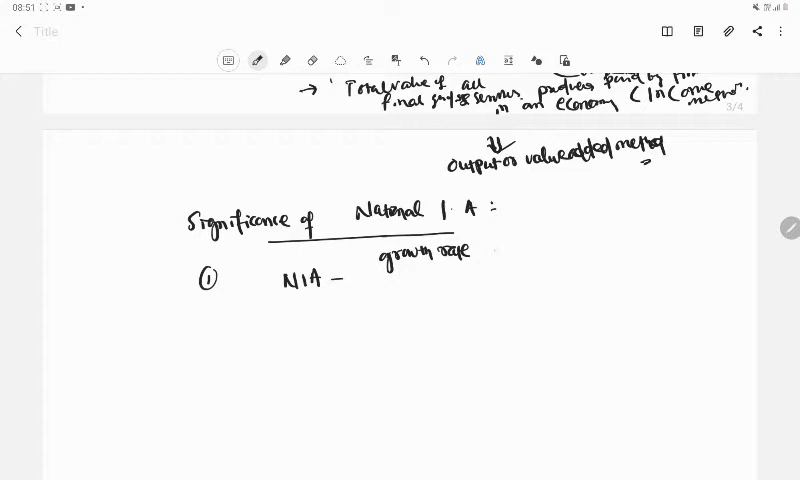 08:51
Title
→ Total value of all
final goods & services produced
in an economy (Income
3/4
Output or value added method
Significance of National I. A :
growth rate
① NIA –